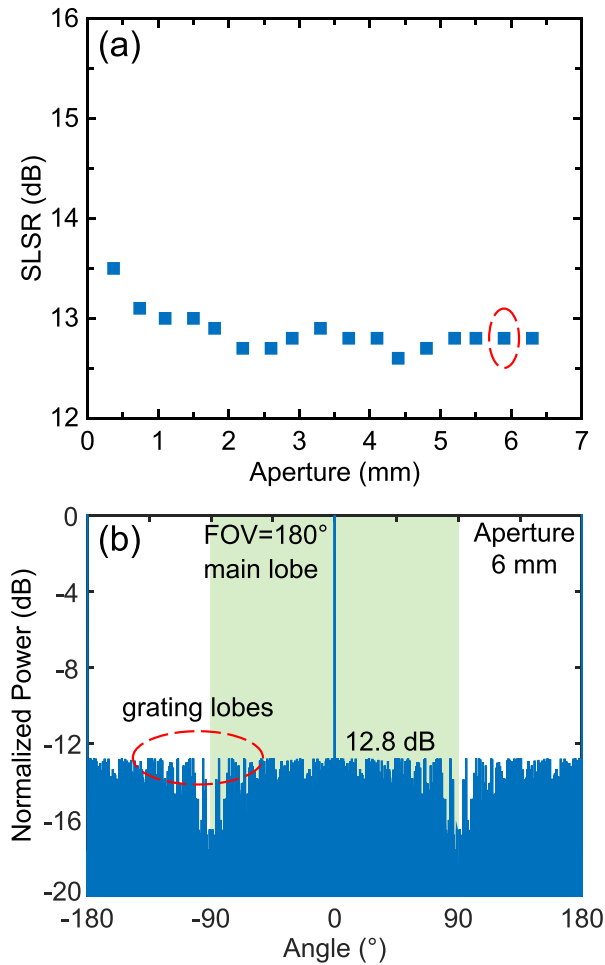 (a)
SLSR (dB)
16
15
14
13
12
0 1 2 3 4 5 6 7
Aperture (mm)
(b)
FOV=180°
main lobe
Aperture
6 mm
grating lobes
12.8 dB
Normalized Power (dB)
0
-4
-8
-12
-16
-20
-180 -90 0 90 180
Angle (°)